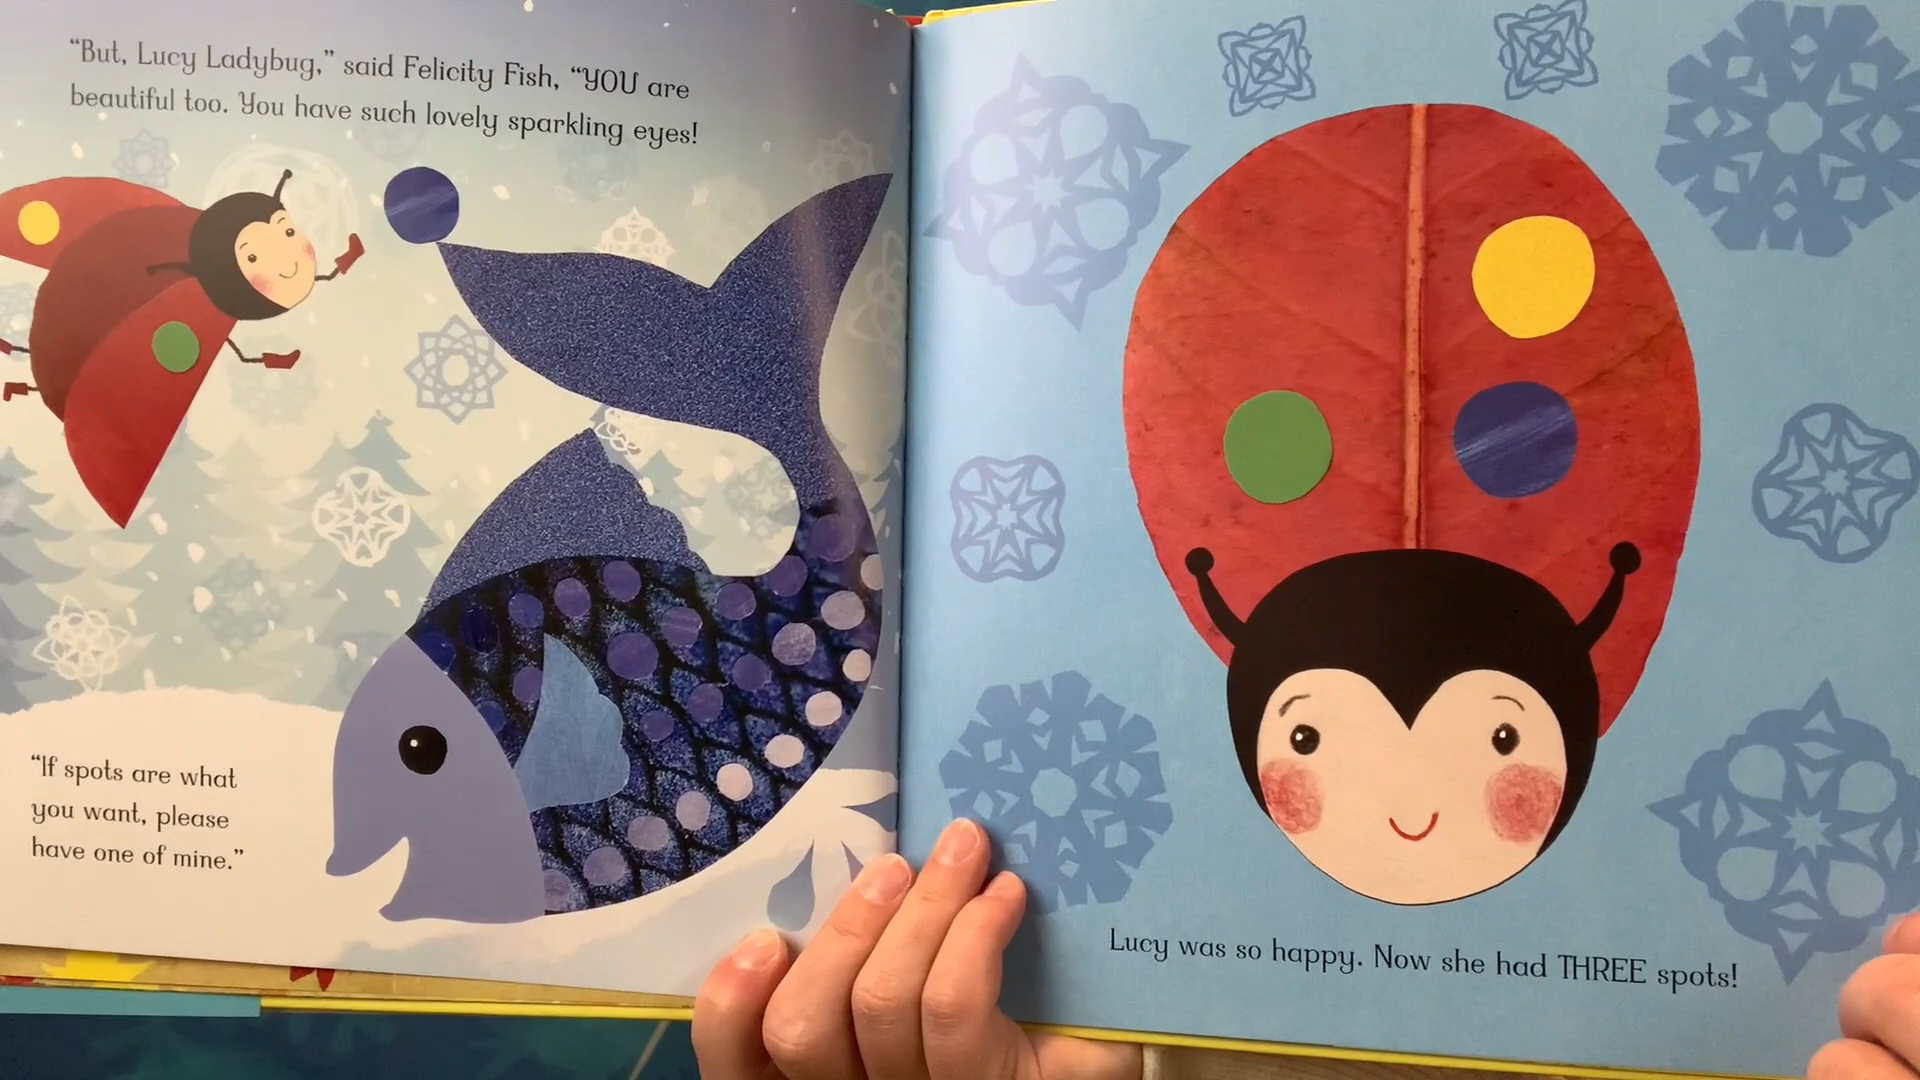 “But, Lucy Ladybug,” said Felicity Fish, “YOU are
beautiful too. You have such lovely sparkling eyes!
“If spots are what
you want, please
have one of mine.”
Lucy was so happy. Now she had THREE spots!